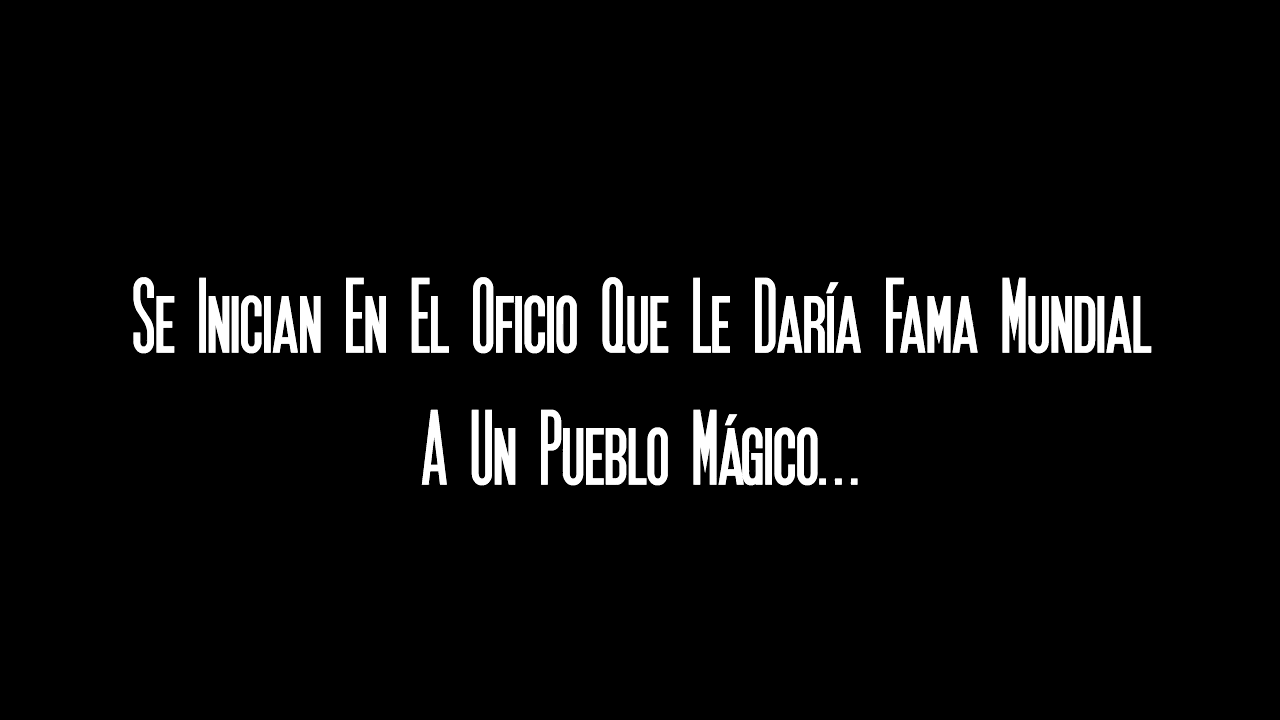 Se Inician En El Oficio Que Le Daría Fama Mundial
A Un Pueblo Mágico...